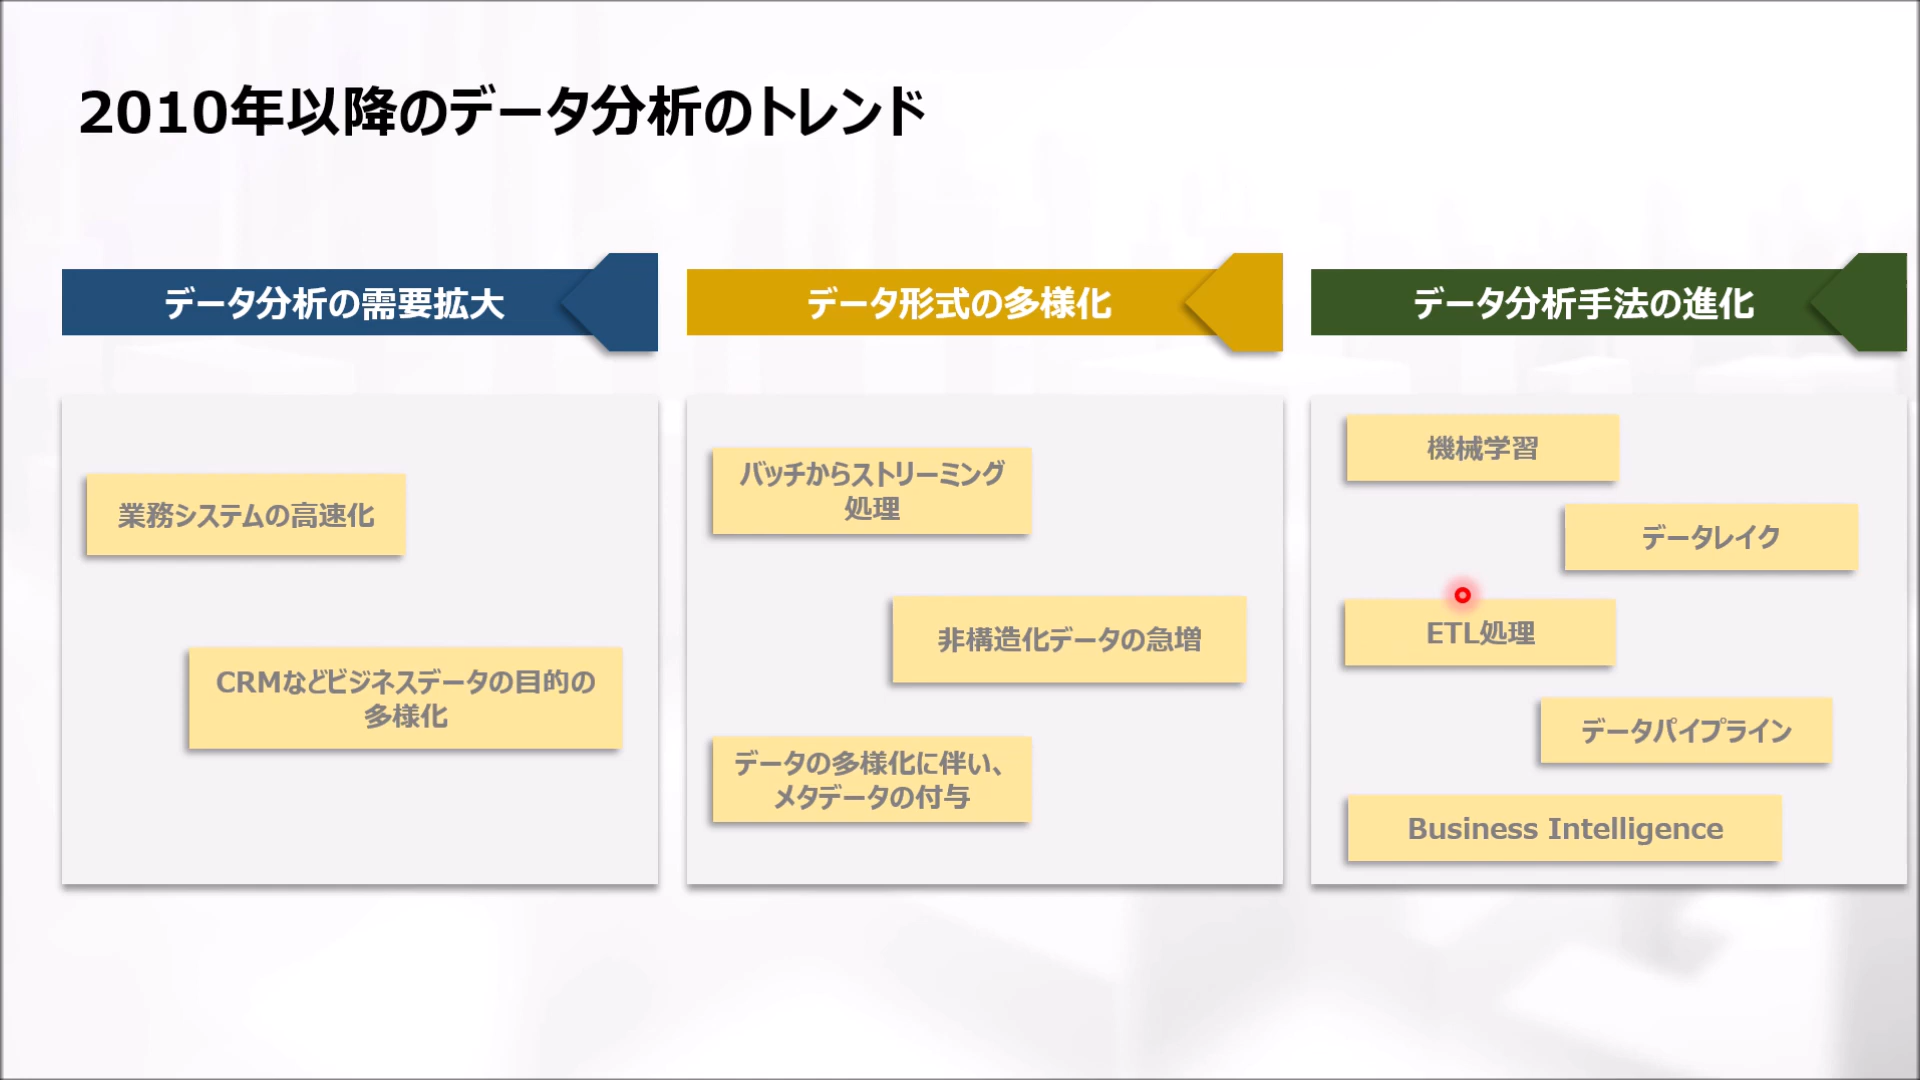 2010年以降のデータ分析のトレンド
データ分析の需要拡大
業務システムの高速化
CRMなどビジネスデータの目的の
多様化
データ形式の多様化
バッチからストリーミング
処理
非構造化データの急増
データの多様化に伴い、
メタデータの付与
データ分析手法の進化
機械学習
データレイク
ETL処理
データパイプライン
Business Intelligence